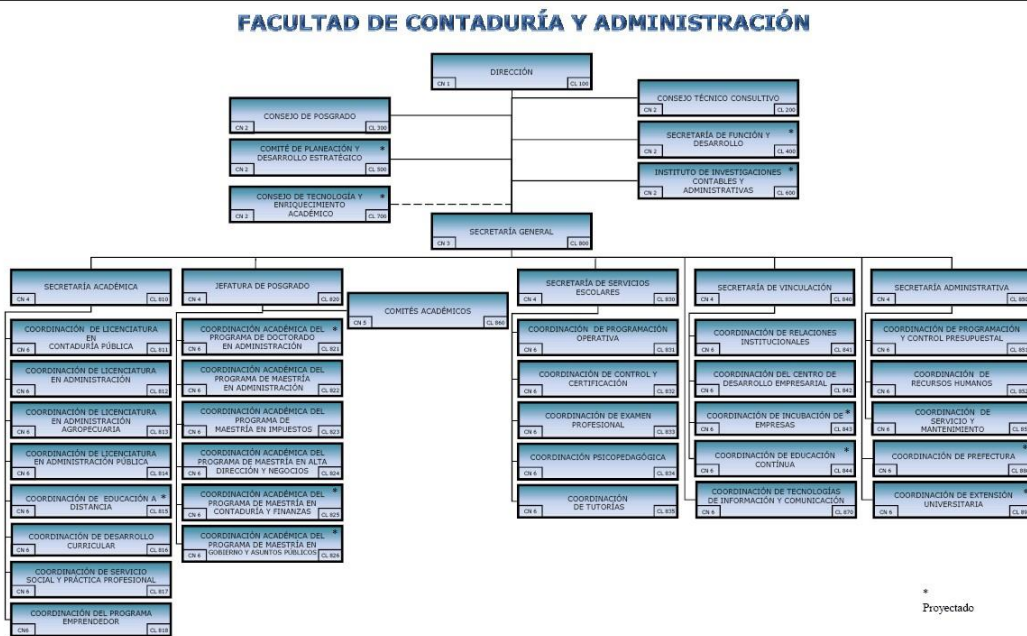 FACULTAD DE CONTADURÍA Y ADMINISTRACIÓN
DIRECCIÓN
CN 1 CL 100
CONSEJO TÉCNICO CONSULTIVO
CN 2 CL 200
CONSEJO DE POSGRADO
CN 2 CL 300
SECRETARÍA DE FUNCIÓN Y *
DESARROLLO
CN 2 CL 400
COMITÉ DE PLANEACIÓN Y *
DESARROLLO ESTRATÉGICO
CN 2 CL 500
INSTITUTO DE INVESTIGACIONES *
CONTABLES Y
ADMINISTRATIVAS
CN 2 CL 600
CONSEJO DE TECNOLOGÍA Y *
ENRIQUECIMIENTO
ACADÉMICO
CN 2 CL 700
SECRETARÍA GENERAL
CN 3 CL 800
SECRETARÍA ACADÉMICA
CN 4 CL 810
COORDINACIÓN DE LICENCIATURA
EN
CONTADURÍA PÚBLICA
CN 6 CL 811
COORDINACIÓN DE LICENCIATURA
EN ADMINISTRACIÓN
CN 6 CL 812
COORDINACIÓN DE LICENCIATURA
EN ADMINISTRACIÓN
AGROPECUARIA
CN 6 CL 813
COORDINACIÓN DE LICENCIATURA
EN ADMINISTRACIÓN PÚBLICA
CN 6 CL 814
COORDINACIÓN DE EDUCACIÓN A *
DISTANCIA
CN 6 CL 815
COORDINACIÓN DE DESARROLLO
CURRICULAR
CN 6 CL 816
COORDINACIÓN DE SERVICIO
SOCIAL Y PRÁCTICA PROFESIONAL
CN 6 CL 817
COORDINACIÓN DEL PROGRAMA
EMPRENDEDOR
CN6 CL 818
JEFATURA DE POSGRADO
CN 4 CL 820
COMITÉS ACADÉMICOS
CN 5 CL 860
COORDINACIÓN ACADÉMICA DEL *
PROGRAMA DE DOCTORADO
EN ADMINISTRACIÓN
CN 6 CL 821
COORDINACIÓN ACADÉMICA DEL
PROGRAMA DE MAESTRÍA
EN ADMINISTRACIÓN
CN 6 CL 822
COORDINACIÓN ACADÉMICA DEL
PROGRAMA DE
MAESTRÍA EN IMPUESTOS
CN 6 CL 823
COORDINACIÓN ACADÉMICA DEL
PROGRAMA DE MAESTRÍA EN ALTA
DIRECCIÓN Y NEGOCIOS
CN 6 CL 824
COORDINACIÓN ACADÉMICA DEL *
PROGRAMA DE MAESTRÍA EN
CONTADURÍA Y FINANZAS
CN 6 CL 825
COORDINACIÓN ACADÉMICA DEL *
PROGRAMA DE MAESTRÍA EN
GOBIERNO Y ASUNTOS PÚBLICOS
CN 6 CL 826
SECRETARÍA DE SERVICIOS
ESCOLARES
CN 4 CL 830
COORDINACIÓN DE PROGRAMACIÓN
OPERATIVA
CN 6 CL 831
COORDINACIÓN DE CONTROL Y
CERTIFICACIÓN
CN 6 CL 832
COORDINACIÓN DE EXAMEN
PROFESIONAL
CN 6 CL 833
COORDINACIÓN PSICOPEDAGÓGICA
CN 6 CL 834
COORDINACIÓN
DE TUTORÍAS
CN 6 CL 835
SECRETARÍA DE VINCULACIÓN
CN 4 CL 840
COORDINACIÓN DE RELACIONES
INSTITUCIONALES
CN 6 CL 841
COORDINACIÓN DEL CENTRO DE
DESARROLLO EMPRESARIAL
CN 6 CL 842
COORDINACIÓN DE INCUBACIÓN DE *
EMPRESAS
CN 6 CL 843
COORDINACIÓN DE EDUCACIÓN *
CONTÍNUA
CN 6 CL 844
COORDINACIÓN DE TECNOLOGÍAS
DE INFORMACIÓN Y COMUNICACIÓN
CN 6 CL 870
SECRETARÍA ADMINISTRATIVA
CN 4 CL 850
COORDINACIÓN DE PROGRAMACIÓN
Y CONTROL PRESUPUESTAL
CN 6 CL 851
COORDINACIÓN DE
RECURSOS HUMANOS
CN 6 CL 852
COORDINACIÓN DE
SERVICIO Y
MANTENIMIENTO
CN 6
COORDINACIÓN DE PREFECTURA *
CN 6
COORDINACIÓN DE EXTENSIÓN *
UNIVERSITARIA
CN 6
*
Proyectado